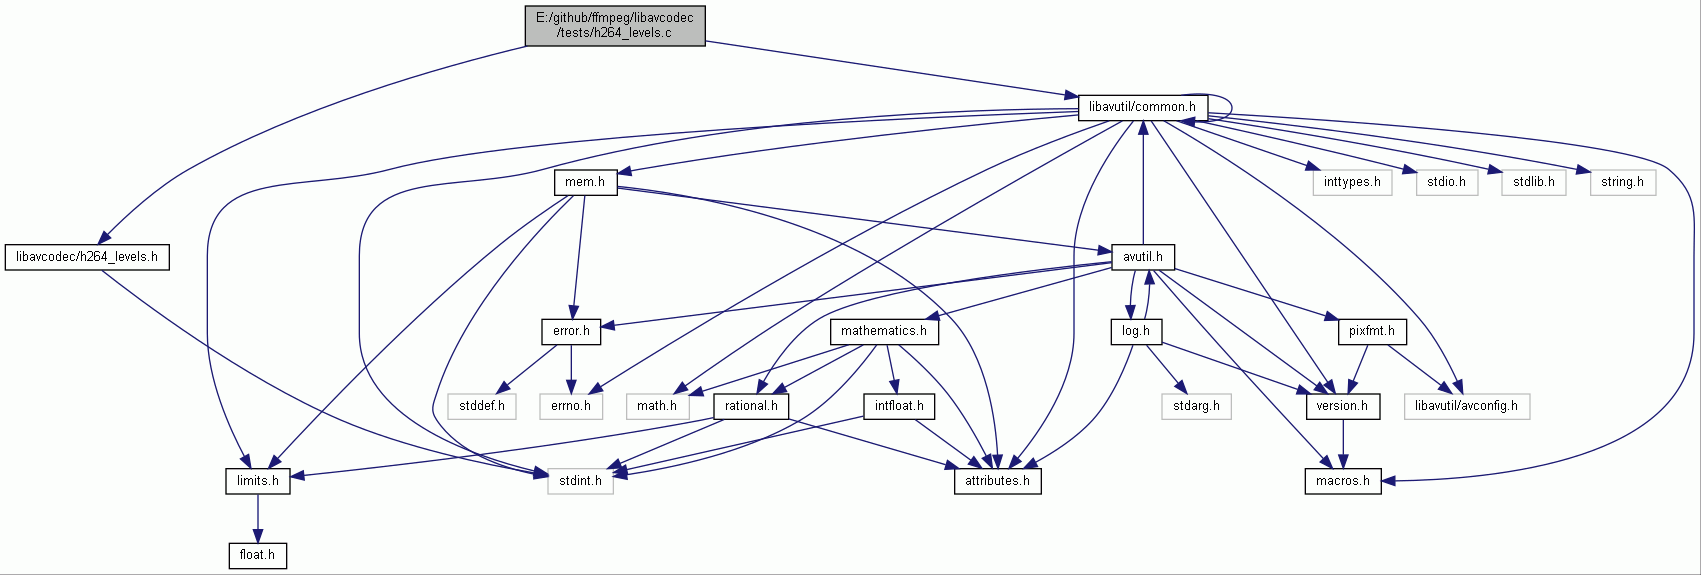 E:/github/ffmpeg/libavcodec
/tests/h264_levels.c
libavutil/common.h
mem.h
inttypes.h
stdio.h
stdlib.h
string.h
libavcodec/h264_levels.h
avutil.h
error.h
mathematics.h
log.h
pixfmt.h
stddef.h
errno.h
math.h
rational.h
intfloat.h
stdarg.h
version.h
libavutil/avconfig.h
limits.h
stdint.h
attributes.h
macros.h
float.h